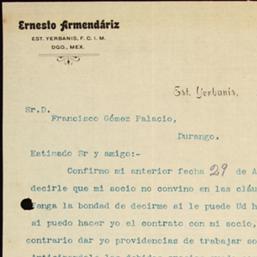 Ernesto Armendáriz
EST. YERBANIS, F. C. I. M.
DGO., MEX.
Est. Yerbanis.
Sr.D.
Francisco Gómez Palacio,
Durango.
Estimado Sr y amigo:-
Confirmo mi anterior fecha 29 de A
decirle que mi socio no convino en las cláu
tenga la bondad de decirme si le puede Ud h
si puedo hacer yo el contrato con mi socio,
contrario dar yo providencias de trabajar so